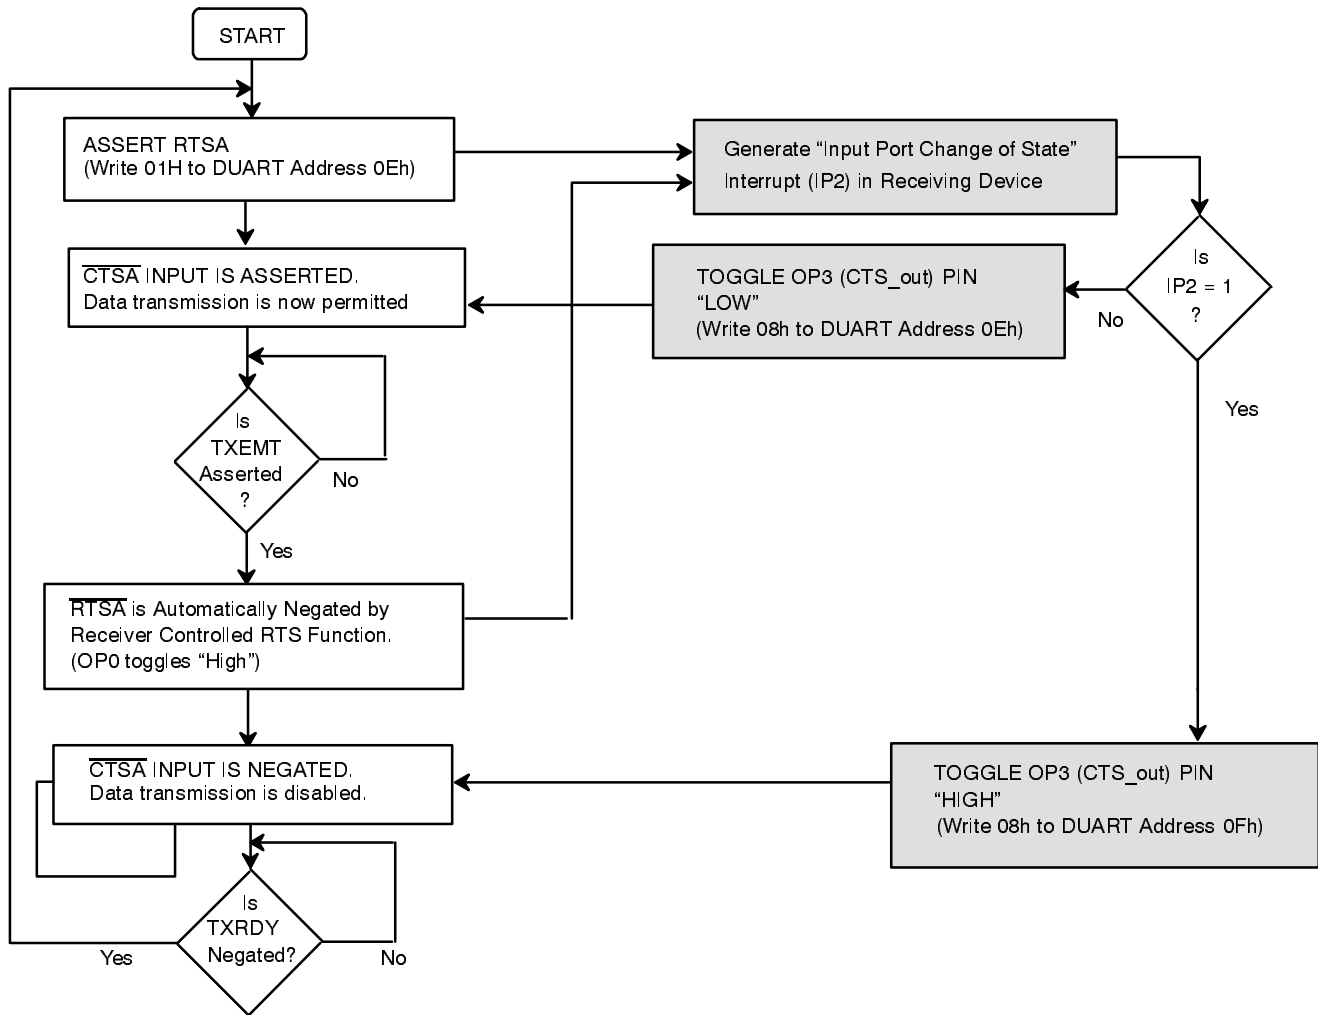 START
ASSERT RTSA
(Write 01H to DUART Address 0Eh)
Generate “Input Port Change of State”
Interrupt (IP2) in Receiving Device
CTSA INPUT IS ASSERTED.
Data transmission is now permitted
TOGGLE OP3 (CTS_out) PIN
“LOW”
(Write 08h to DUART Address 0Eh)
Is
IP2 = 1
?
No
Yes
Is
TXEMT
Asserted
?
No
Yes
RTSA is Automatically Negated by
Receiver Controlled RTS Function.
(OP0 toggles “High”)
CTSA INPUT IS NEGATED.
Data transmission is disabled.
TOGGLE OP3 (CTS_out) PIN
“HIGH”
(Write 08h to DUART Address 0Fh)
Is
TXRDY
Negated?
Yes
No